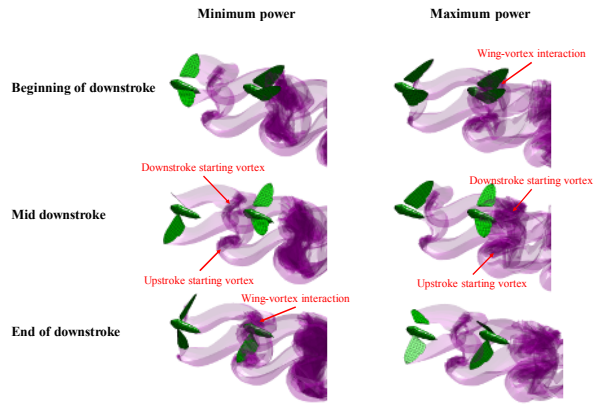 Minimum power
Maximum power
Wing-vortex interaction
Beginning of downstroke
Downstroke starting vortex
Downstroke starting vortex
Mid downstroke
Upstroke starting vortex
Upstroke starting vortex
Wing-vortex interaction
End of downstroke